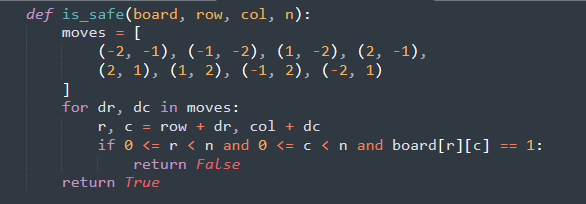 def is_safe(board, row, col, n):
    moves = [
        (-2, -1), (-1, -2), (1, -2), (2, -1),
        (2, 1), (1, 2), (-1, 2), (-2, 1)
    ]
    for dr, dc in moves:
        r, c = row + dr, col + dc
        if 0 <= r < n and 0 <= c < n and board[r][c] == 1:
            return False
    return True